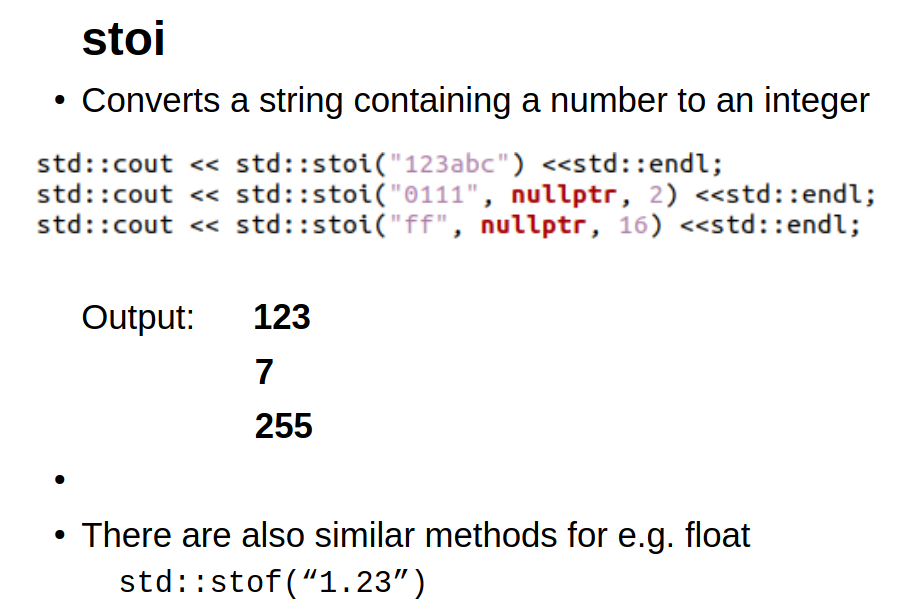 stoi
• Converts a string containing a number to an integer
std::cout << std::stoi("123abc") <<std::endl;
std::cout << std::stoi("0111", nullptr, 2) <<std::endl;
std::cout << std::stoi("ff", nullptr, 16) <<std::endl;
Output: 123
7
255
•
• There are also similar methods for e.g. float
std::stof(“1.23”)